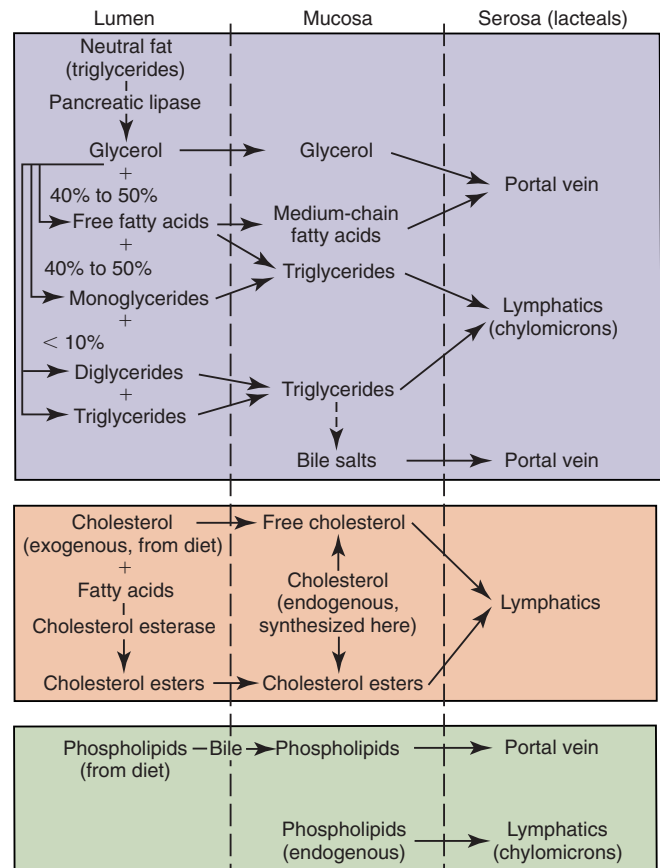 Lumen
Mucosa
Serosa (lacteals)
Neutral fat
(triglycerides)
Pancreatic lipase
Glycerol
Glycerol
Portal vein
+
40% to 50%
Free fatty acids
Medium-chain
fatty acids
+
40% to 50%
Triglycerides
Monoglycerides
Lymphatics
(chylomicrons)
+
< 10%
Diglycerides
Triglycerides
+
Triglycerides
Bile salts
Portal vein
Cholesterol
(exogenous, from diet)
Free cholesterol
+
Fatty acids
Cholesterol
(endogenous,
synthesized here)
Lymphatics
Cholesterol esterase
Cholesterol esters
Cholesterol esters
Phospholipids
(from diet)
Bile
Phospholipids
Portal vein
Phospholipids
(endogenous)
Lymphatics
(chylomicrons)